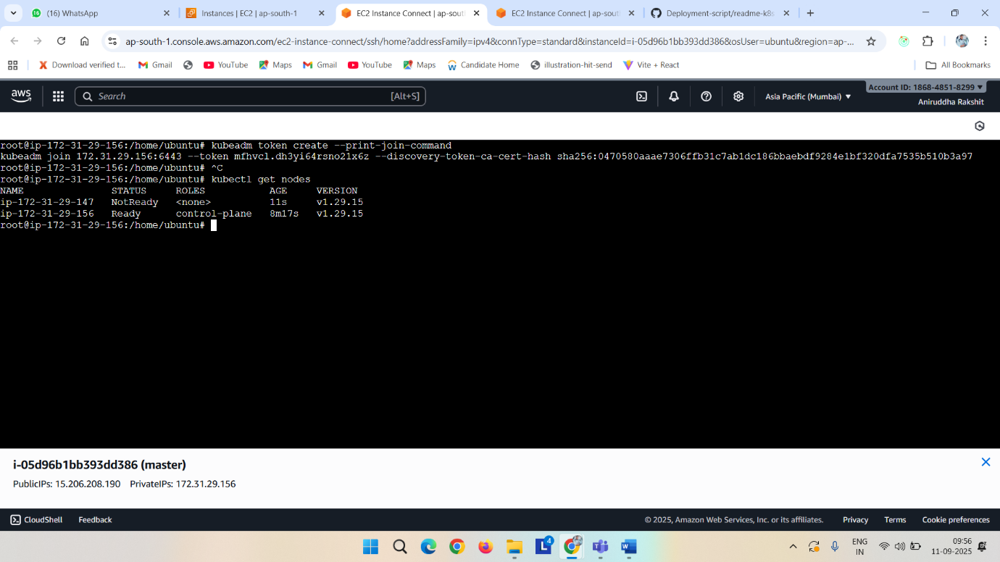 (16) WhatsApp
Instances | EC2 | ap-south-1
EC2 Instance Connect | ap-sout
EC2 Instance Connect | ap-sout
Deployment-script/readme-k8s
ap-south-1.console.aws.amazon.com/ec2-instance-connect/ssh/home?addressFamily=ipv4&connType=standard&instanceId=i-05d96b1bb393dd386&osUser=ubuntu&region=ap-...
Download verified t...
Gmail
YouTube
Maps
Gmail
YouTube
Maps
Candidate Home
illustration-hit-send
Vite + React
All Bookmarks
aws
Search
[Alt+S]
Asia Pacific (Mumbai) ▼
Account ID: 1868-4851-8299 ▼
Aniruddha Rakshit
root@ip-172-31-29-156:/home/ubuntu# kubeadm token create --print-join-command
kubeadm join 172.31.29.156:6443 --token mfhvcl.dh3yi64rsno21x6z --discovery-token-ca-cert-hash sha256:0470580aaae7306ffb31c7ab1dc186bbaebdf9284e1bf320dfa7535b510b3a97
root@ip-172-31-29-156:/home/ubuntu# ^C
root@ip-172-31-29-156:/home/ubuntu# kubectl get nodes
NAME STATUS ROLES AGE VERSION
ip-172-31-29-147 NotReady <none> 11s v1.29.15
ip-172-31-29-156 Ready control-plane 8m17s v1.29.15
root@ip-172-31-29-156:/home/ubuntu#
i-05d96b1bb393dd386 (master)
PublicIPs: 15.206.208.190 PrivateIPs: 172.31.29.156
CloudShell
Feedback
© 2025, Amazon Web Services, Inc. or its affiliates.
Privacy
Terms
Cookie preferences
L
4
W
ENG
IN
09:56
11-09-2025